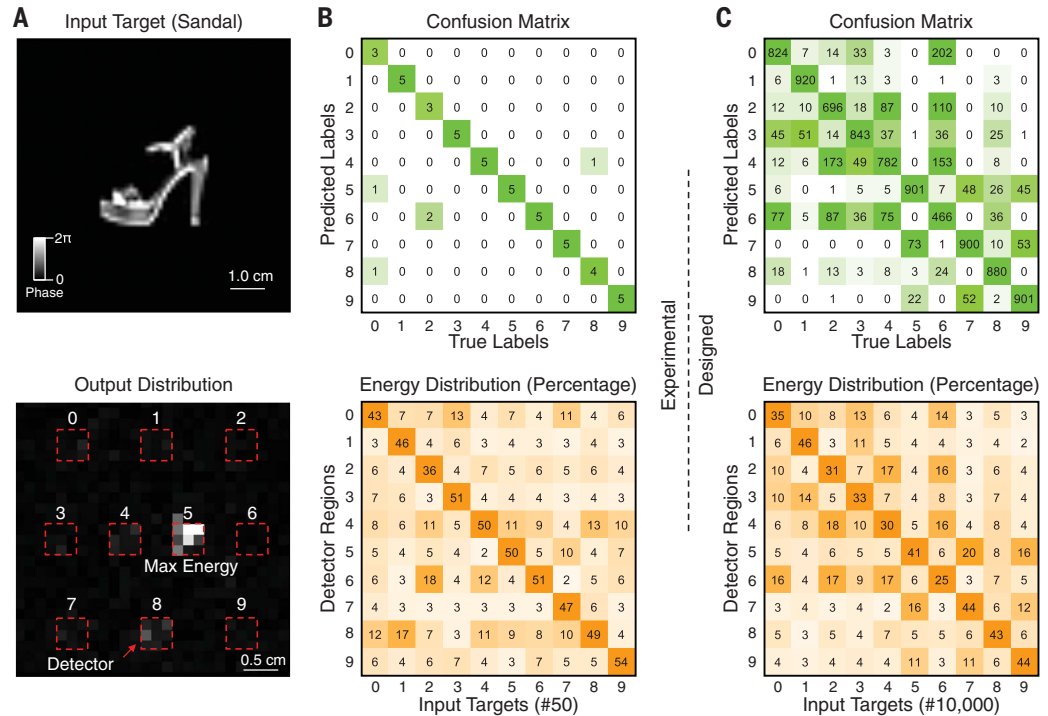 A
Input Target (Sandal)
2π
0
Phase
1.0 cm
Output Distribution
0 1 2
3 4 5 6
Max Energy
7 8 9
Detector
0.5 cm
B
Confusion Matrix
Predicted Labels
0 3 0 0 0 0 0 0 0 0 0
1 0 5 0 0 0 0 0 0 0 0
2 0 0 3 0 0 0 0 0 0 0
3 0 0 0 5 0 0 0 0 0 0
4 0 0 0 0 5 0 0 0 1 0
5 1 0 0 0 0 5 0 0 0 0
6 0 0 2 0 0 0 5 0 0 0
7 0 0 0 0 0 0 0 5 0 0
8 1 0 0 0 0 0 0 0 4 0
9 0 0 0 0 0 0 0 0 0 5
0 1 2 3 4 5 6 7 8 9
True Labels
Energy Distribution (Percentage)
Detector Regions
0 43 7 7 13 4 7 4 11 4 6
1 3 46 4 6 3 4 3 3 4 3
2 6 4 36 4 7 5 6 5 6 4
3 7 6 3 51 4 4 4 4 3 4
4 8 6 11 5 50 11 9 4 13 10
5 5 4 5 4 2 50 5 10 4 7
6 6 3 18 4 12 4 51 2 5 6
7 4 3 3 3 3 4 3 47 6 3
8 12 17 7 3 11 9 8 10 49 4
9 6 4 6 7 4 3 7 5 5 54
0 1 2 3 4 5 6 7 8 9
Input Targets (#50)
Experimental
Designed
C
Confusion Matrix
Predicted Labels
0 824 7 14 33 3 0 202 0 0 0
1 6 920 1 13 3 0 1 0 3 0
2 12 10 696 18 87 0 110 0 10 0
3 45 51 14 843 37 1 36 0 25 1
4 12 6 173 49 782 0 153 0 8 0
5 6 0 1 5 5 901 7 48 26 45
6 77 5 87 36 75 0 466 0 36 0
7 0 0 0 0 0 73 1 900 10 53
8 18 1 13 3 8 3 24 0 880 0
9 0 0 1 0 0 22 0 52 2 901
0 1 2 3 4 5 6 7 8 9
True Labels
Energy Distribution (Percentage)
Detector Regions
0 35 10 8 13 6 4 14 3 5 3
1 6 46 3 11 5 4 4 3 4 2
2 10 4 31 7 17 4 16 3 6 4
3 10 14 5 33 7 4 8 3 7 4
4 6 8 18 10 30 5 16 4 8 4
5 5 4 6 5 5 41 6 20 8 16
6 16 4 17 9 17 6 25 3 7 5
7 4 3 4 3 4 2 16 3 44 6 12
8 5 3 5 4 7 5 5 6 43 6
9 4 3 4 4 4 11 3 11 6 44
0 1 2 3 4 5 6 7 8 9
Input Targets (#10,000)